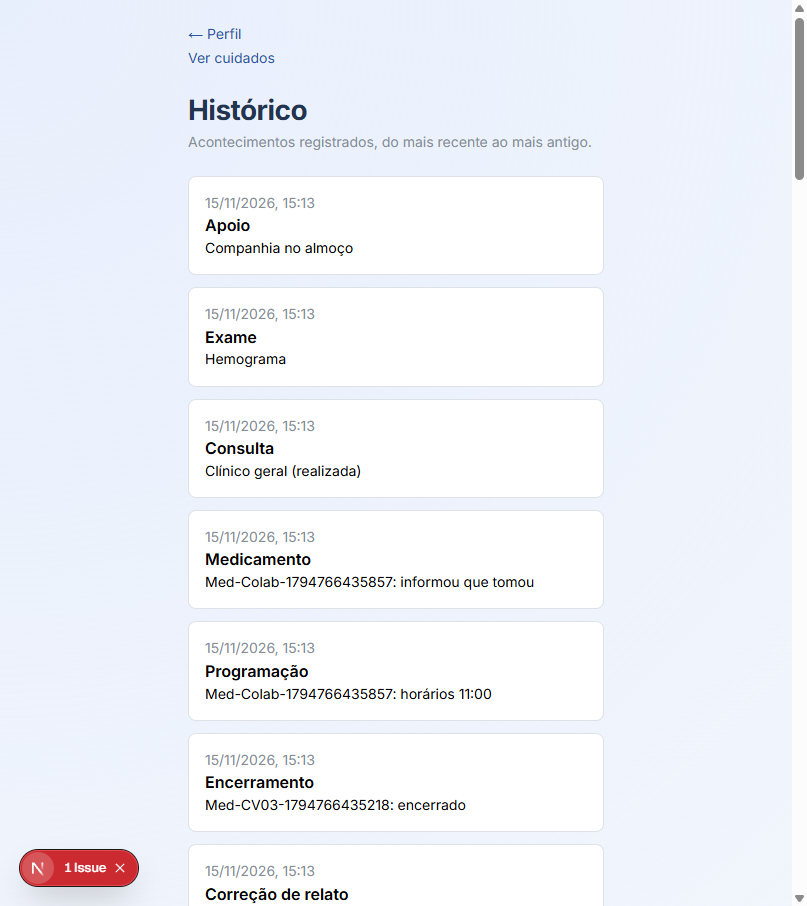 ← Perfil
Ver cuidados
Histórico
Acontecimentos registrados, do mais recente ao mais antigo.
15/11/2026, 15:13
Apoio
Companhia no almoço
15/11/2026, 15:13
Exame
Hemograma
15/11/2026, 15:13
Consulta
Clínico geral (realizada)
15/11/2026, 15:13
Medicamento
Med-Colab-1794766435857: informou que tomou
15/11/2026, 15:13
Programação
Med-Colab-1794766435857: horários 11:00
15/11/2026, 15:13
Encerramento
Med-CV03-1794766435218: encerrado
15/11/2026, 15:13
Correção de relato
N 1 Issue ×